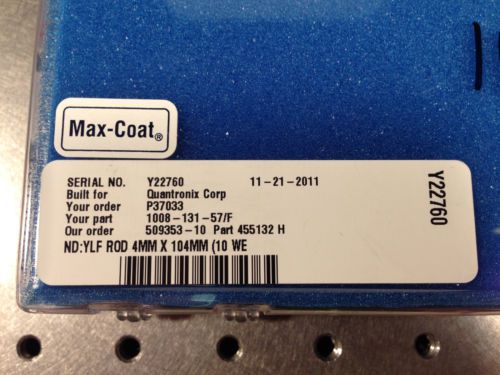 Max-Coat®
SERIAL NO. Y22760 11-21-2011
Built for Quantronix Corp
Your order P37033
Your part 1008-131-57/F
Our order 509353-10 Part 455132 H
ND:YLF ROD 4MM X 104MM (10 WE
Y22760